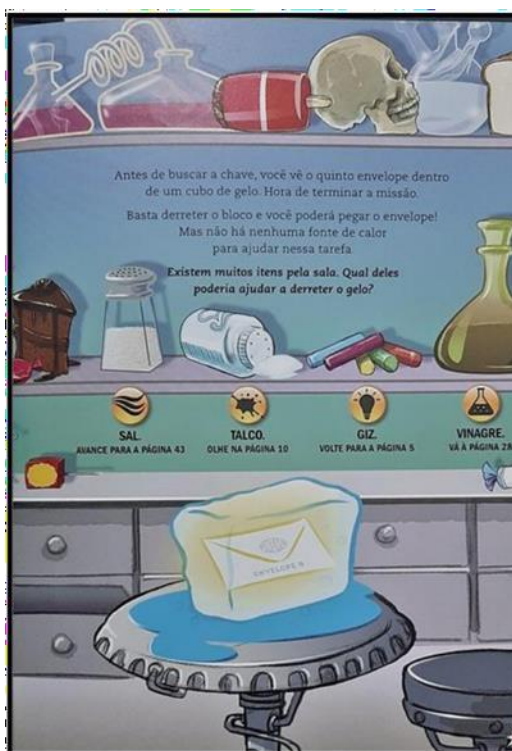 Antes de buscar a chave, você vê o quinto envelope dentro
de um cubo de gelo. Hora de terminar a missão.
Basta derreter o bloco e você poderá pegar o envelope!
Mas não há nenhuma fonte de calor
para ajudar nessa tarefa.
Existem muitos itens pela sala. Qual deles
poderia ajudar a derreter o gelo?
SAL.
AVANCE PARA A PÁGINA 43
TALCO.
OLHE NA PÁGINA 10
GIZ.
VOLTE PARA A PÁGINA 5
VINAGRE.
VÁ À PÁGINA 28
ENVELOPE